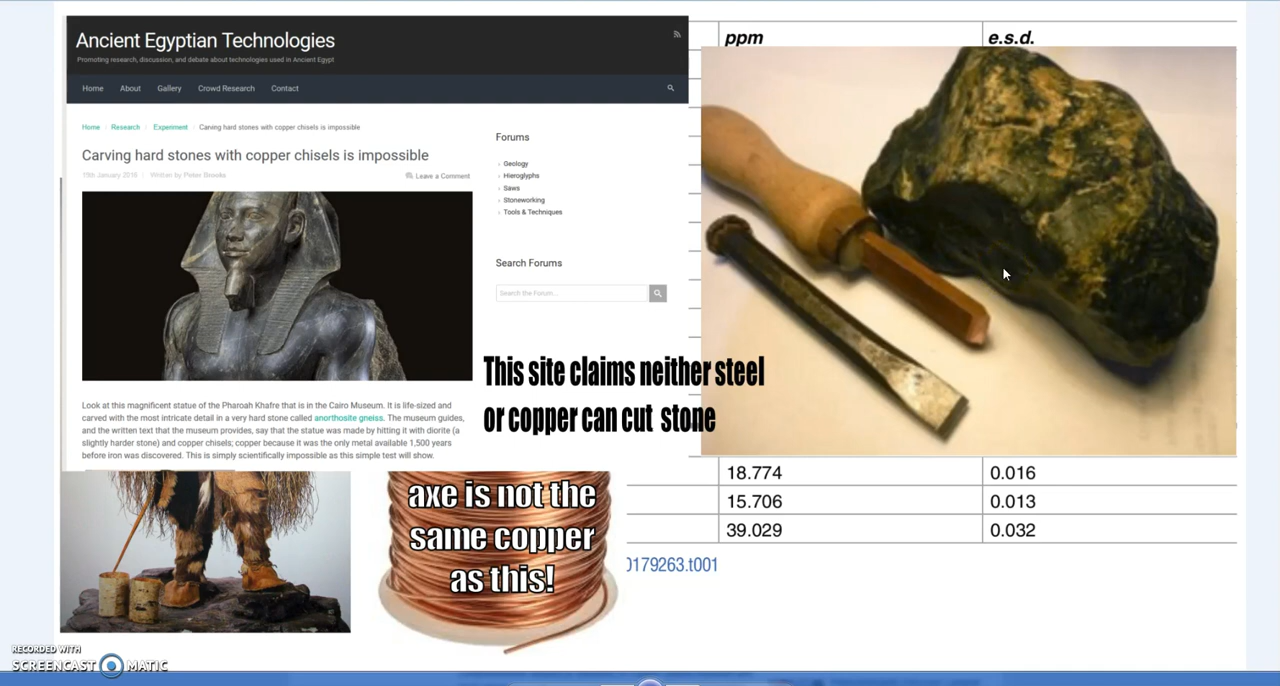 Ancient Egyptian Technologies
Promoting research, discussion, and debate about technologies used in Ancient Egypt
Home About Gallery Crowd Research Contact
Home Research Experiment Carving hard stones with copper chisels is impossible
Carving hard stones with copper chisels is impossible
15th January 2016 Written by Pieter Brooks
Leave a Comment
Look at this magnificent statue of the Pharoah Khafre that is in the Cairo Museum. It is life-sized and
carved with the most intricate detail in a very hard stone called anorthosite gneiss. The museum guides,
and the written text that the museum provides, say that the statue was made by hitting it with diorite (a
slightly harder stone) and copper chisels; copper because it was the only metal available 1,500 years
before iron was discovered. This is simply scientifically impossible as this simple test will show.
Forums
Geology
Hieroglyphs
Saws
Stoneworking
Tools & Techniques
Search Forums
Search the Forum...
ppm e.s.d.
This site claims neither steel
or copper can cut stone
axe is not the
same copper
as this!
18.774 0.016
15.706 0.013
39.029 0.032
0179263.t001
RECORDED WITH
SCREENCAST MATIC